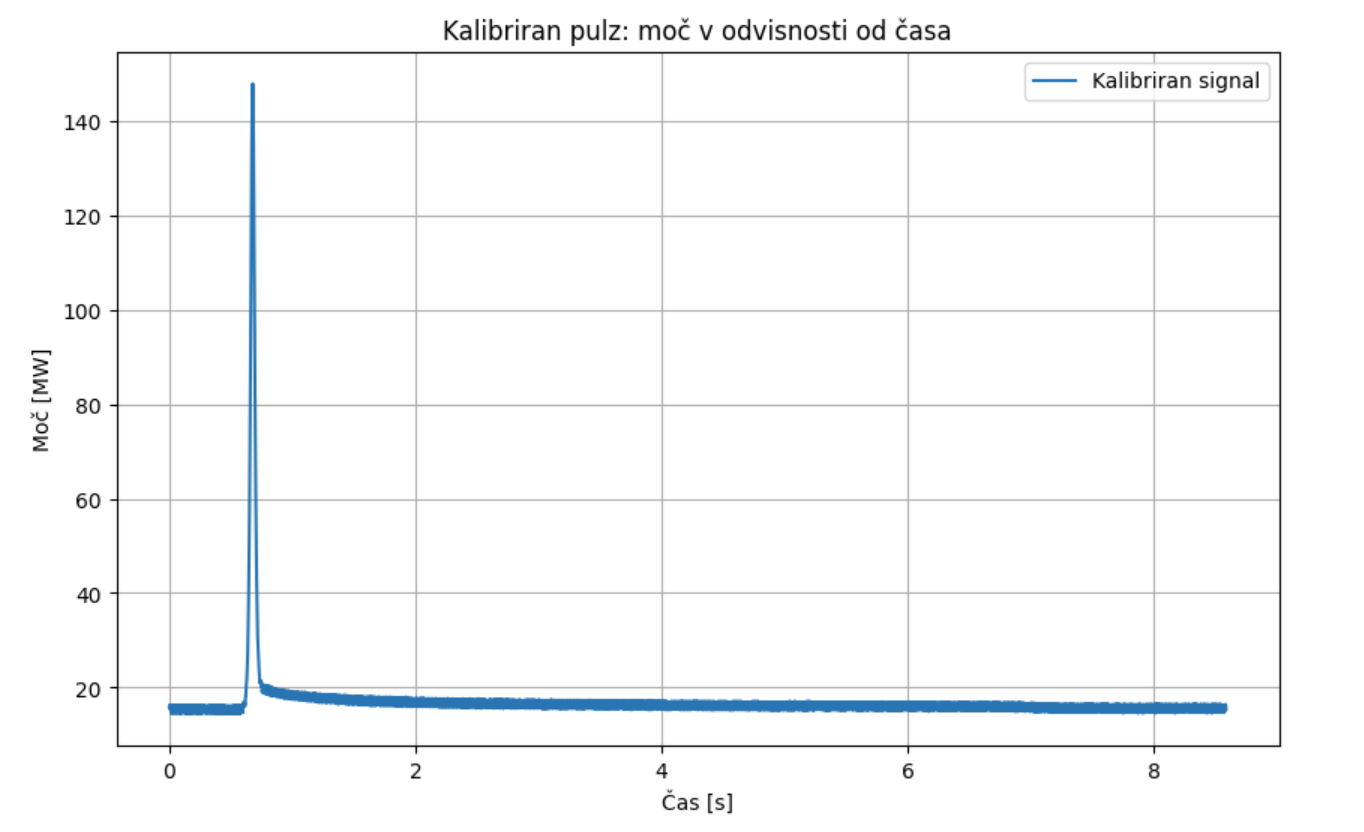 Kalibriran pulz: moč v odvisnosti od časa
Kalibriran signal
140
120
100
80
60
40
20
Moč [MW]
0 2 4 6 8
Čas [s]